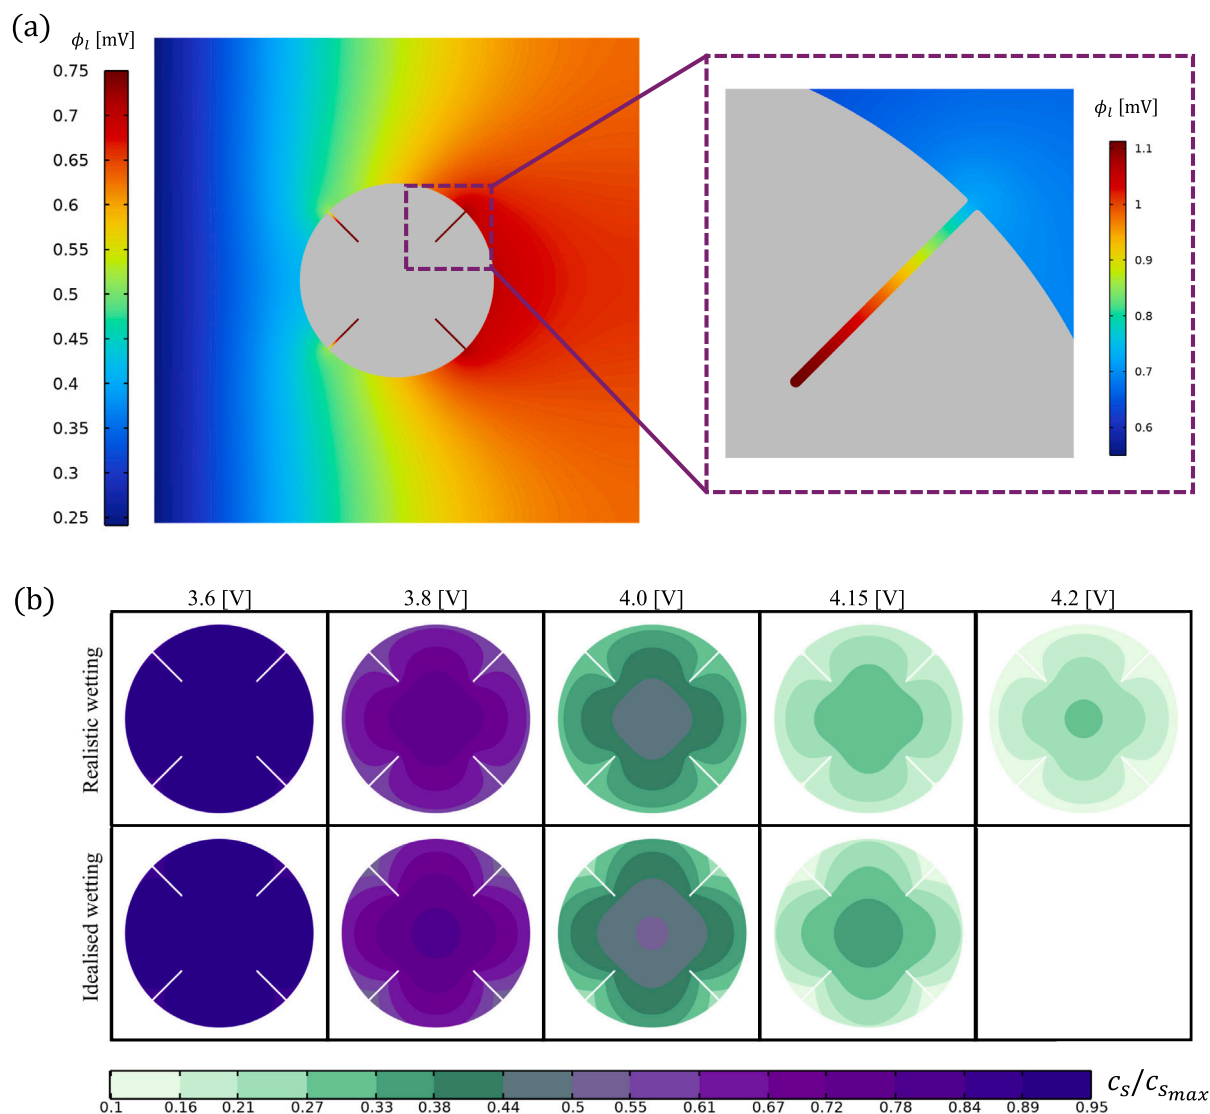 (a)
ϕₗ [mV]
0.75
0.7
0.65
0.6
0.55
0.5
0.45
0.4
0.35
0.3
0.25
ϕₗ [mV]
1.1
1
0.9
0.8
0.7
0.6
(b)
3.6 [V] 3.8 [V] 4.0 [V] 4.15 [V] 4.2 [V]
Realistic wetting
Idealised wetting
0.1 0.16 0.21 0.27 0.33 0.38 0.44 0.5 0.55 0.61 0.67 0.72 0.78 0.84 0.89 0.95
cₛ/cₛₘₐₓ